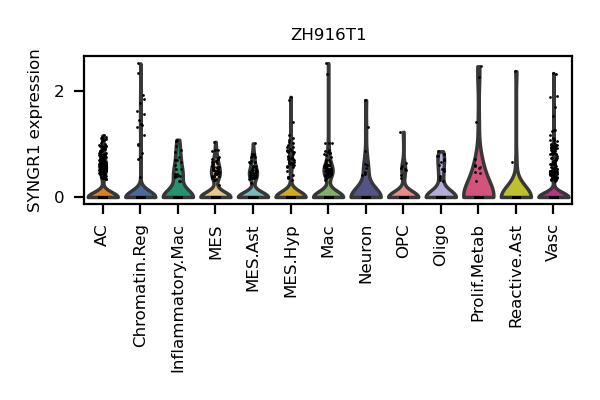 ZH916T1
SYNGR1 expression
2
0
AC
Chromatin.Reg
Inflammatory.Mac
MES
MES.Ast
MES.Hyp
Mac
Neuron
OPC
Oligo
Prolif.Metab
Reactive.Ast
Vasc